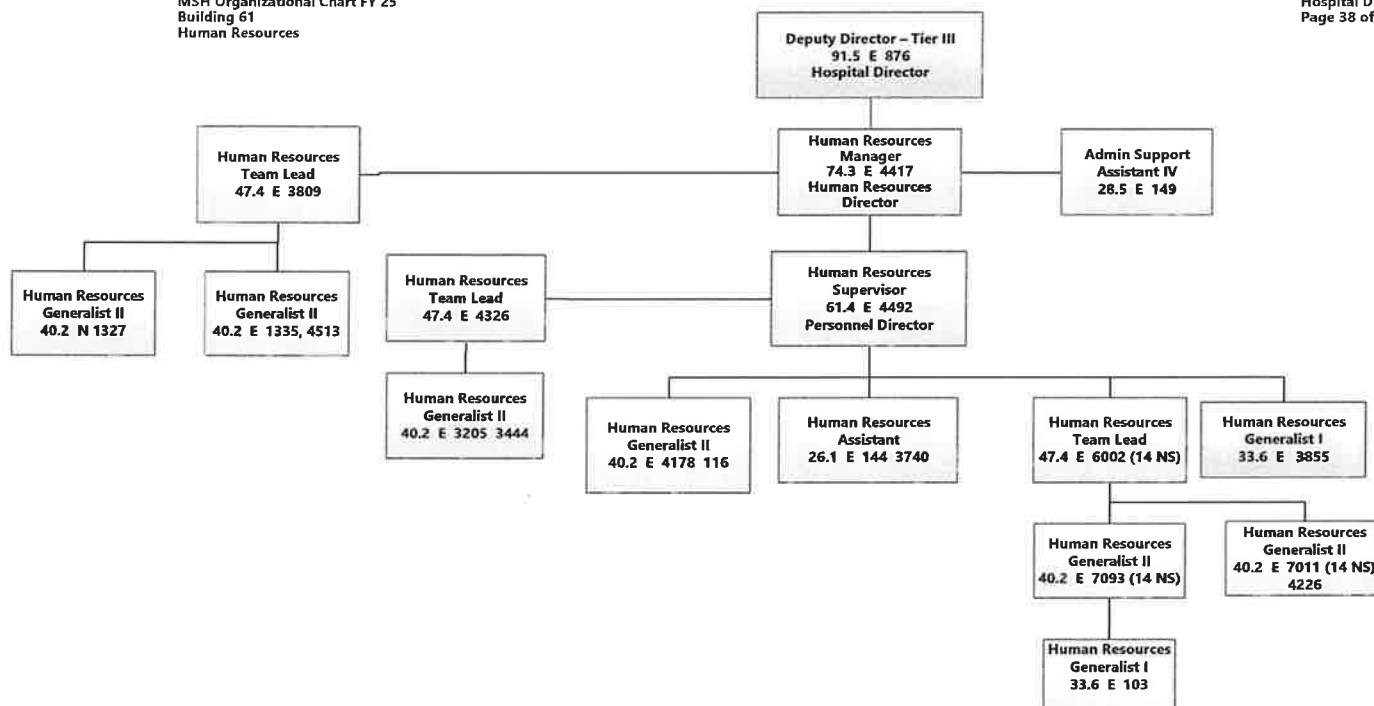 MSH Organizational Chart FY 25
Building 61
Human Resources
Hospital D
Page 38 of
Deputy Director – Tier III
91.5 E 876
Hospital Director
Human Resources
Team Lead
47.4 E 3809
Human Resources
Manager
74.3 E 4417
Human Resources
Director
Admin Support
Assistant IV
28.5 E 149
Human Resources
Generalist II
40.2 N 1327
Human Resources
Generalist II
40.2 E 1335, 4513
Human Resources
Team Lead
47.4 E 4326
Human Resources
Supervisor
61.4 E 4492
Personnel Director
Human Resources
Generalist II
40.2 E 3205 3444
Human Resources
Generalist II
40.2 E 4178 116
Human Resources
Assistant
26.1 E 144 3740
Human Resources
Team Lead
47.4 E 6002 (14 NS)
Human Resources
Generalist I
33.6 E 3855
Human Resources
Generalist II
40.2 E 7093 (14 NS)
Human Resources
Generalist II
40.2 E 7011 (14 NS)
4226
Human Resources
Generalist I
33.6 E 103